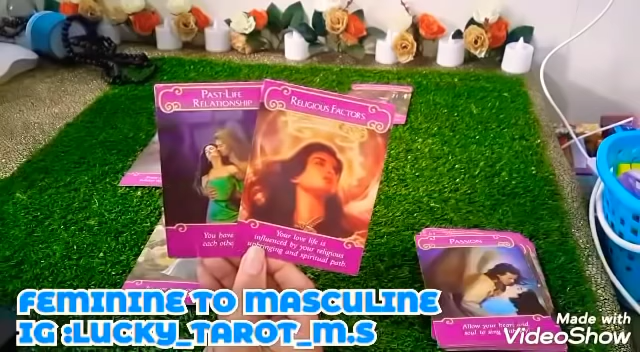 PAST-LIFE
RELATIONSHIP
RELIGIOUS FACTORS
You have
each othe
Your love life is
influenced by your religious
upbringing and spiritual path.
PASSION
Allow your heart and
soul to sing
FEMININE TO MASCULINE
IG :LUCKY_TAROT_M.S
Made with
VideoShow